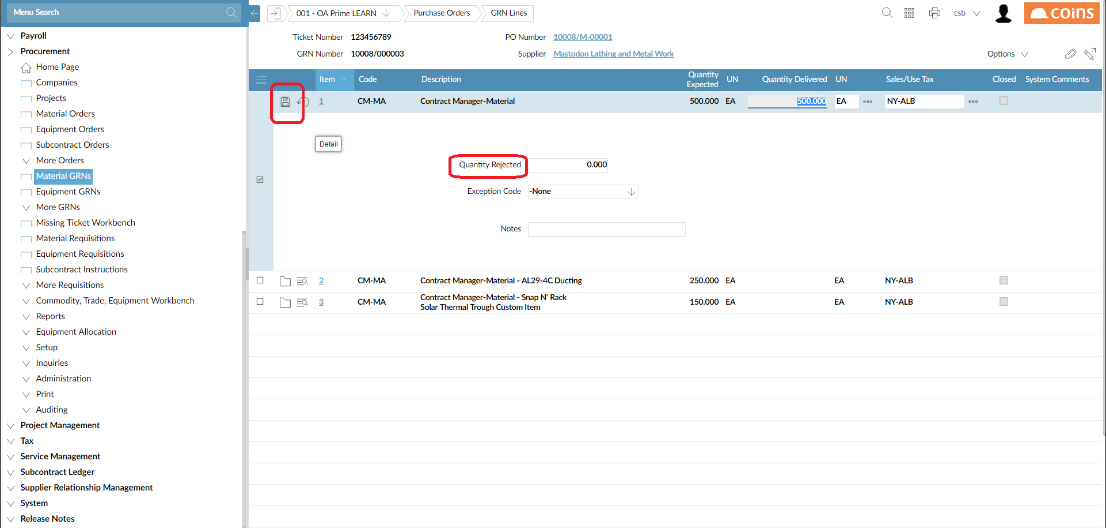 Menu Search
001 - OA Prime LEARN
Purchase Orders
GRN Lines
csb
coins
Ticket Number 123456789
PO Number 10008/M-00001
GRN Number 10008/000003
Supplier Mastodon Lathing and Metal Work
Options
Payroll
Procurement
Home Page
Companies
Projects
Material Orders
Equipment Orders
Subcontract Orders
More Orders
Material GRNs
Equipment GRNs
More GRNs
Missing Ticket Workbench
Material Requisitions
Equipment Requisitions
Subcontract Instructions
More Requisitions
Commodity, Trade, Equipment Workbench
Reports
Equipment Allocation
Setup
Inquiries
Administration
Print
Auditing
Project Management
Tax
Service Management
Subcontract Ledger
Supplier Relationship Management
System
Release Notes
Item Code Description Quantity Expected UN Quantity Delivered UN Sales/Use Tax Closed System Comments
1 CM-MA Contract Manager-Material 500.000 EA 500.000 EA NY-ALB
Detail
Quantity Rejected 0.000
Exception Code -None
Notes
2 CM-MA Contract Manager-Material - AL29-4C Ducting 250.000 EA EA NY-ALB
3 CM-MA Contract Manager-Material - Snap N' Rack 150.000 EA EA NY-ALB
Solar Thermal Trough Custom Item